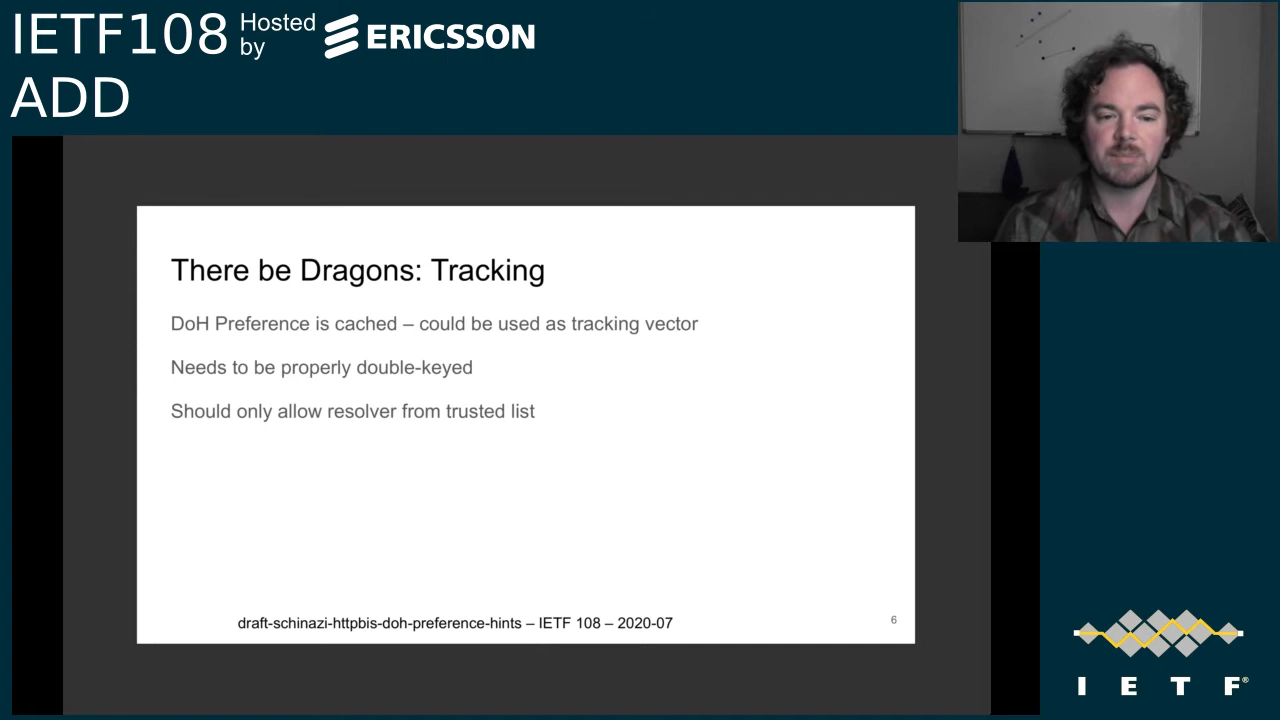 IETF108 Hosted by ERICSSON
ADD
There be Dragons: Tracking
DoH Preference is cached – could be used as tracking vector
Needs to be properly double-keyed
Should only allow resolver from trusted list
draft-schinazi-httpbis-doh-preference-hints – IETF 108 – 2020-07
6
I E T F®